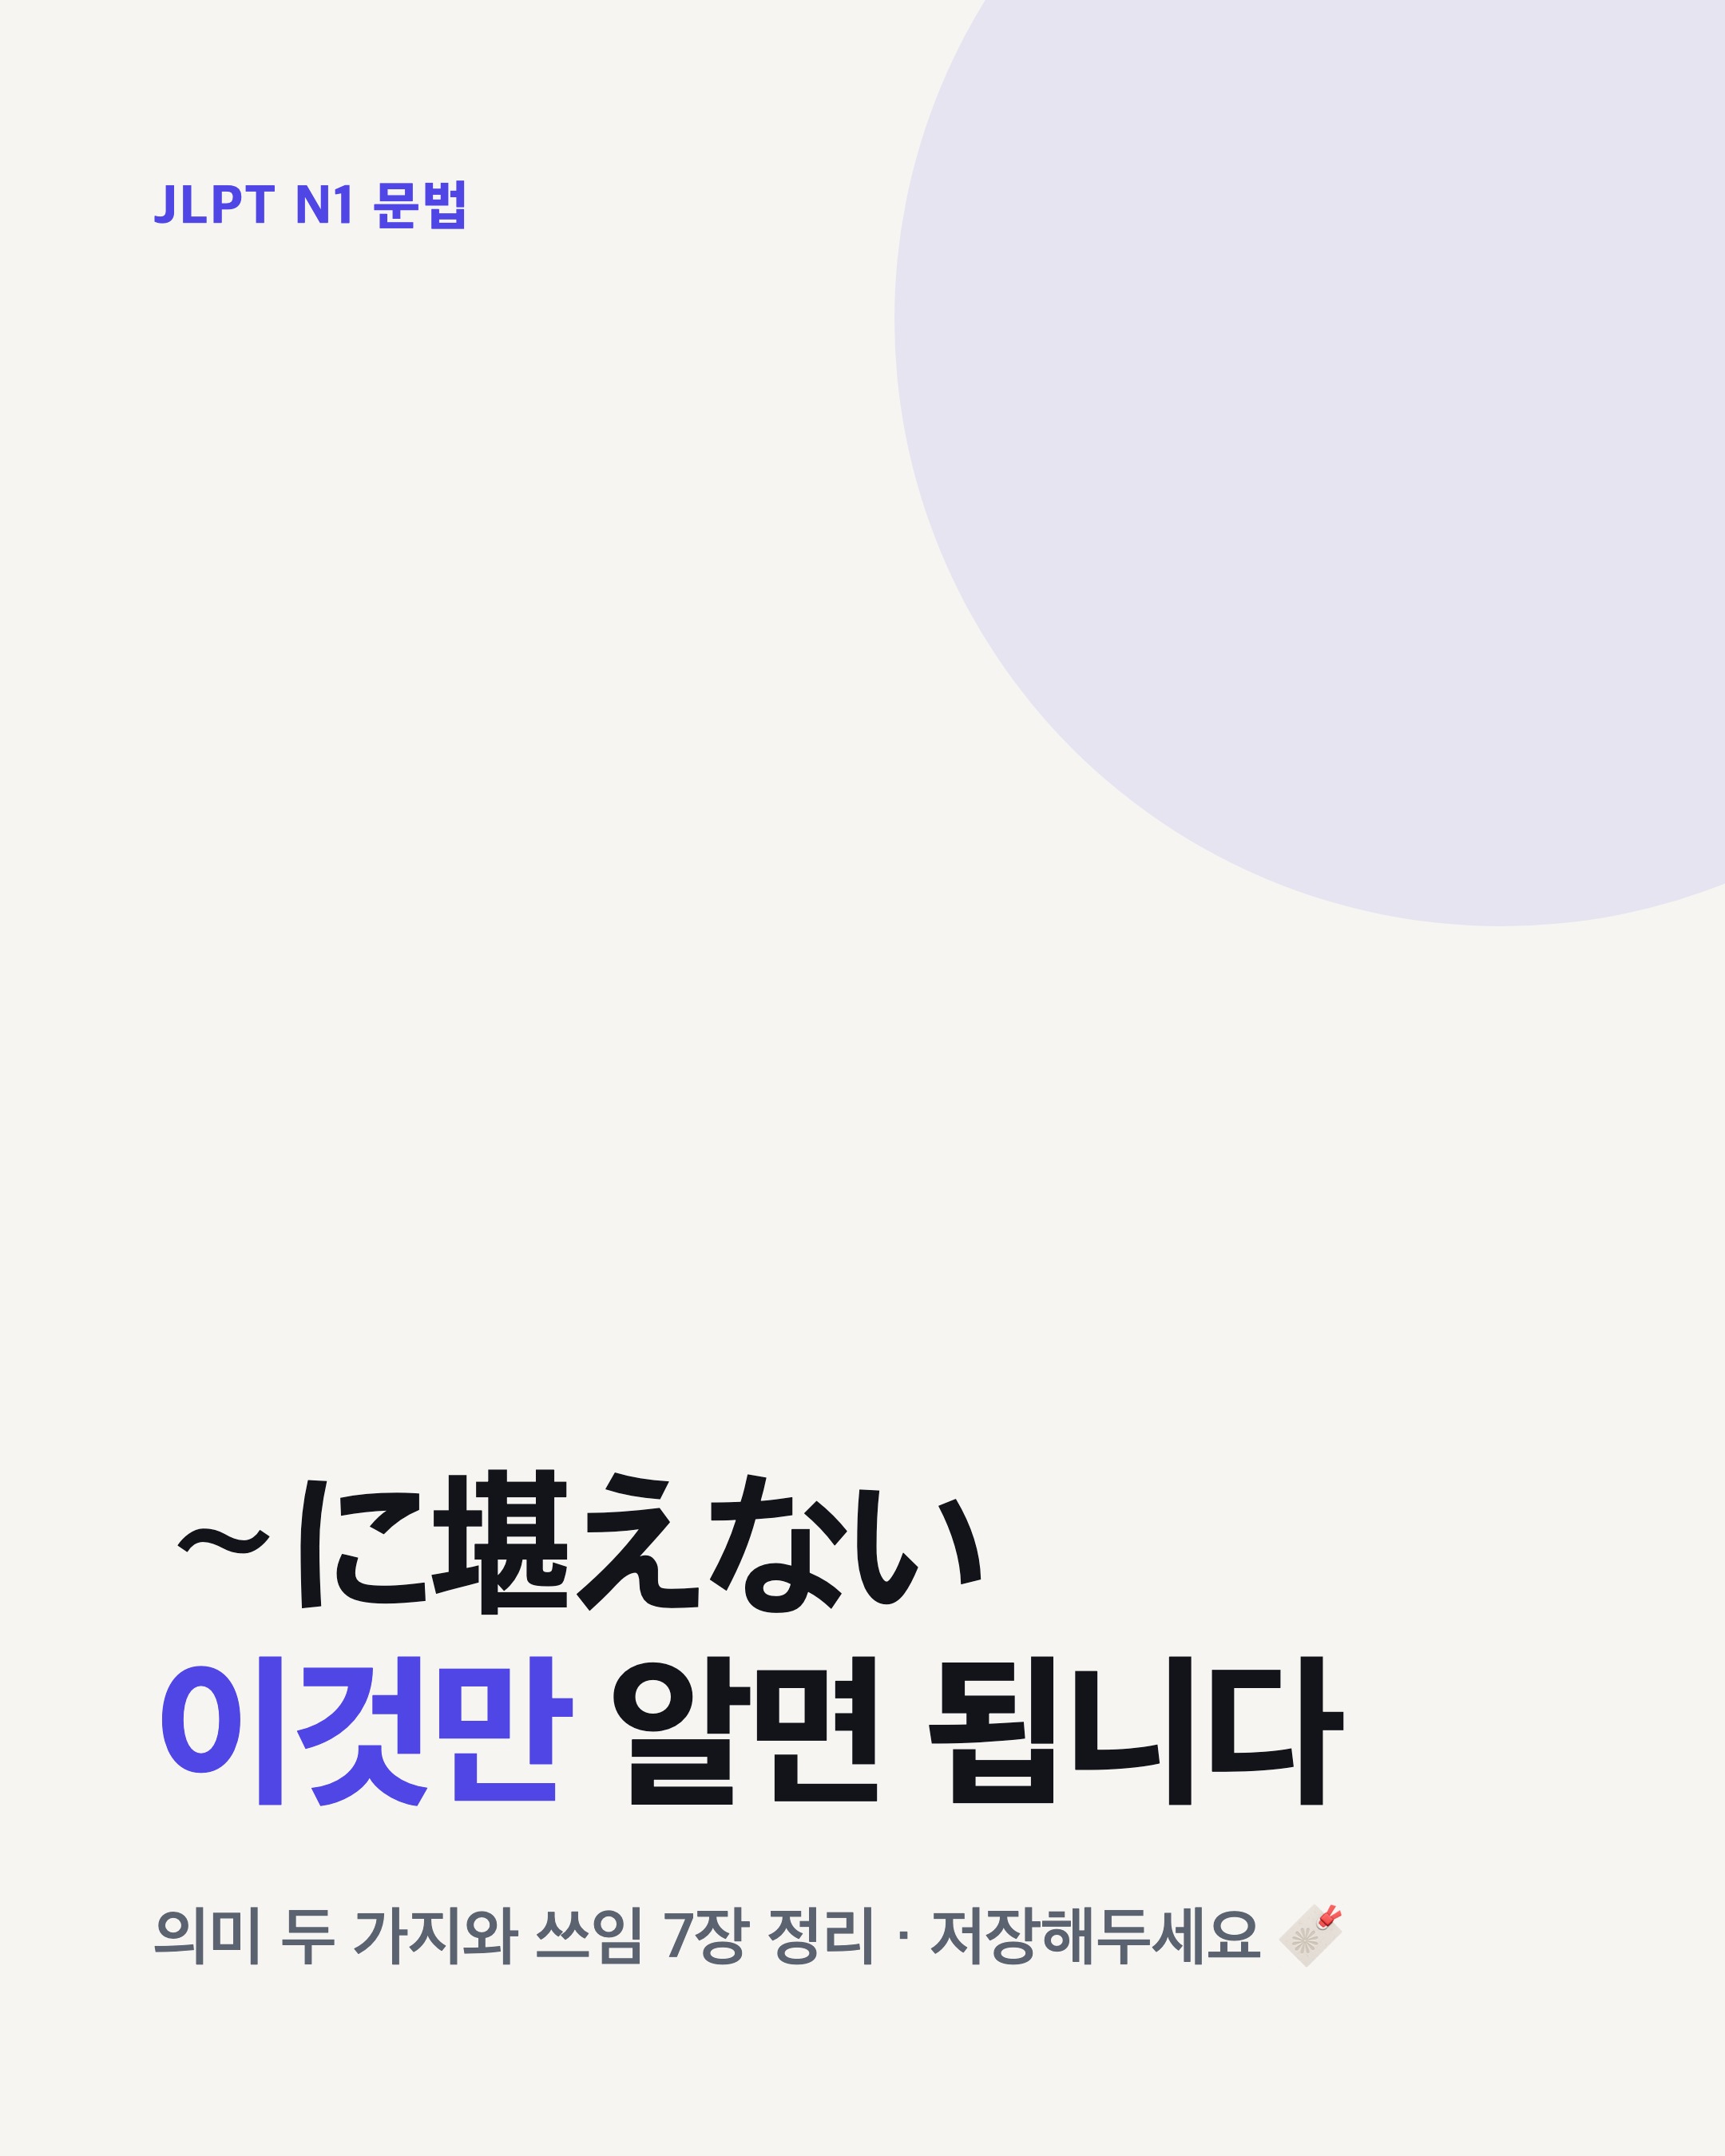 JLPT N1 문법
～に堪えない
이것만 알면 됩니다
의미 두 가지와 쓰임 7장 정리 · 저장해두세요